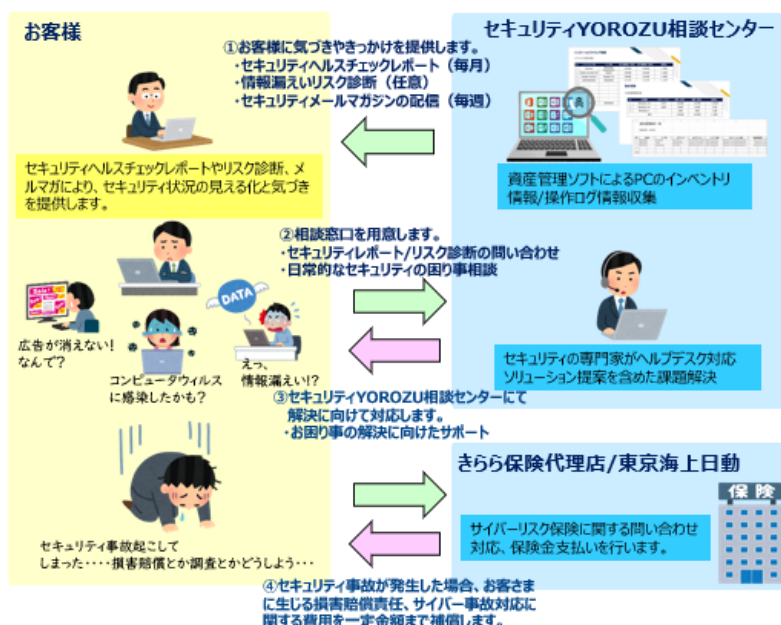 お客様
セキュリティYOROZU相談センター
①お客様に気づきやきっかけを提供します。
・セキュリティヘルスチェックレポート（毎月）
・情報漏えいリスク診断（任意）
・セキュリティメールマガジンの配信（毎週）
セキュリティヘルスチェックレポートやリスク診断、メ
ルマガにより、セキュリティ状況の見える化と気づき
を提供します。
資産管理ソフトによるPCのインベントリ
情報/操作ログ情報収集
②相談窓口を用意します。
・セキュリティレポート/リスク診断の問い合わせ
・日常的なセキュリティの困り事相談
DATA
広告が消えない!
なんで?
コンピュータウィルス
に感染したかも?
えっ、
情報漏えい!?
セキュリティの専門家がヘルプデスク対応
ソリューション提案を含めた課題解決
③セキュリティYOROZU相談センターにて
解決に向けて対応します。
・お困り事の解決に向けたサポート
きらら保険代理店/東京海上日動
保険
サイバーリスク保険に関する問い合わせ
対応、保険金支払いを行います。
セキュリティ事故起こして
しまった・・・・損害賠償とか調査とかどうしよう・・・
④セキュリティ事故が発生した場合、お客さま
に生じる損害賠償責任、サイバー事故対応に
関する費用を一定金額まで補償します。